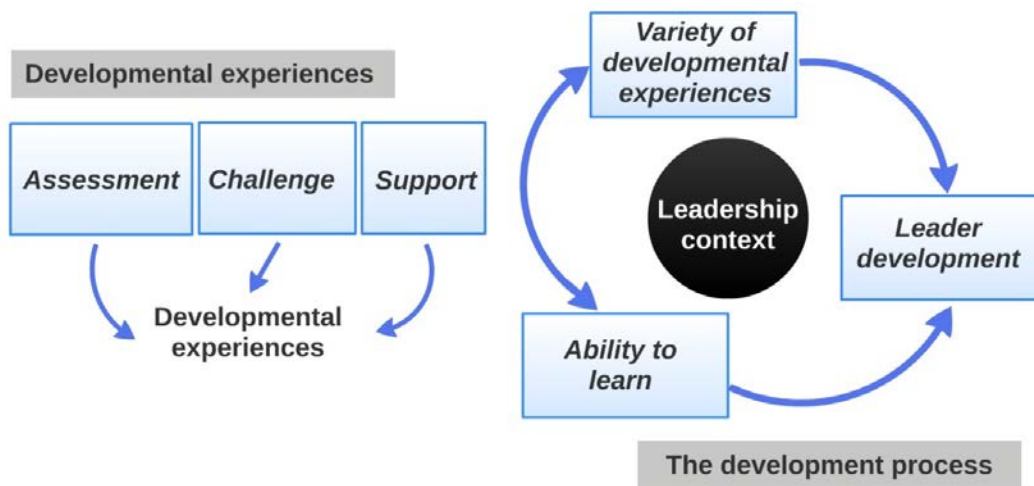 Developmental experiences
Assessment
Challenge
Support
Developmental
experiences
Variety of
developmental
experiences
Leadership
context
Leader
development
Ability to
learn
The development process